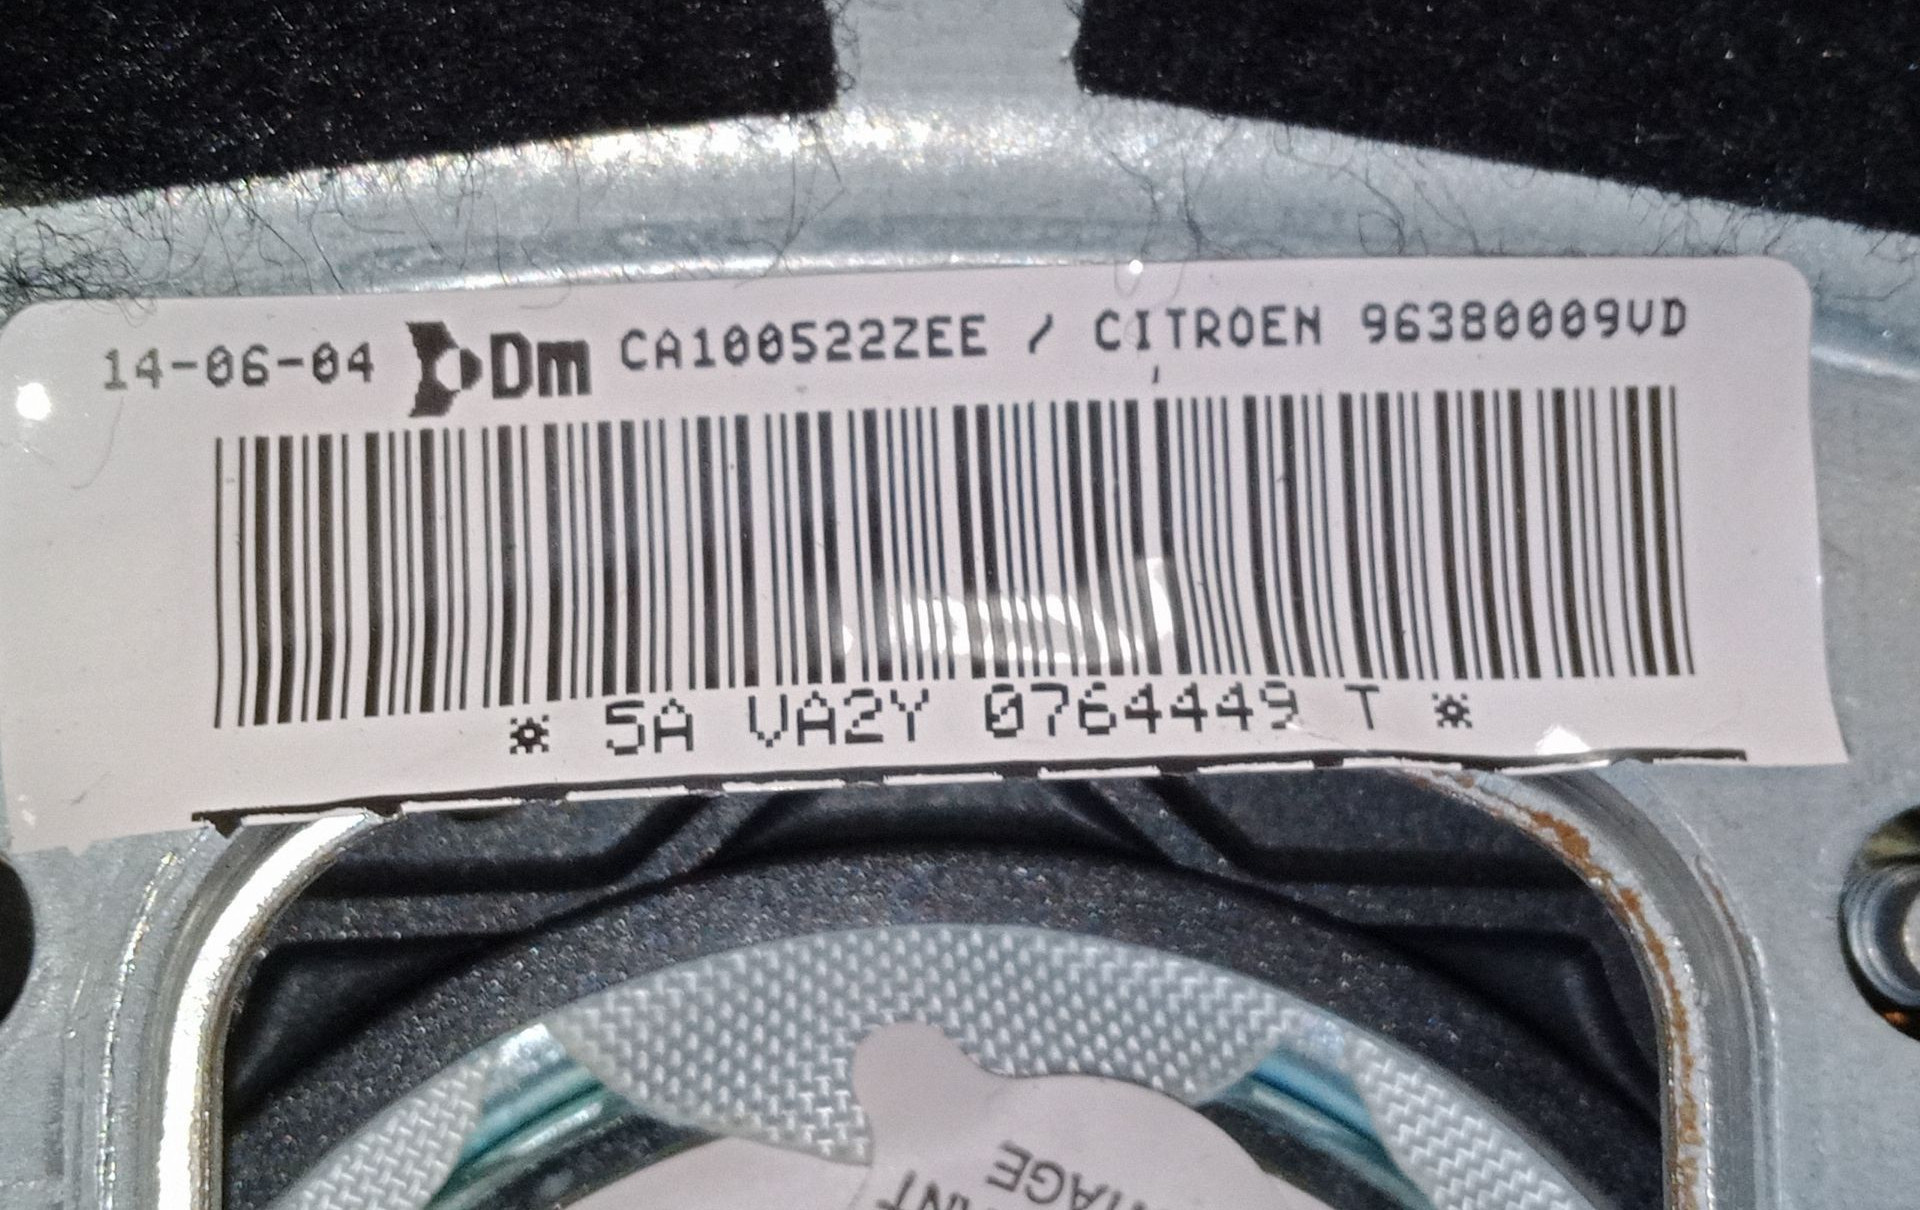 14-06-04 Dm CA100522ZEE / CITROEN 96380009VD
* 5A VA2Y 0764449 T *